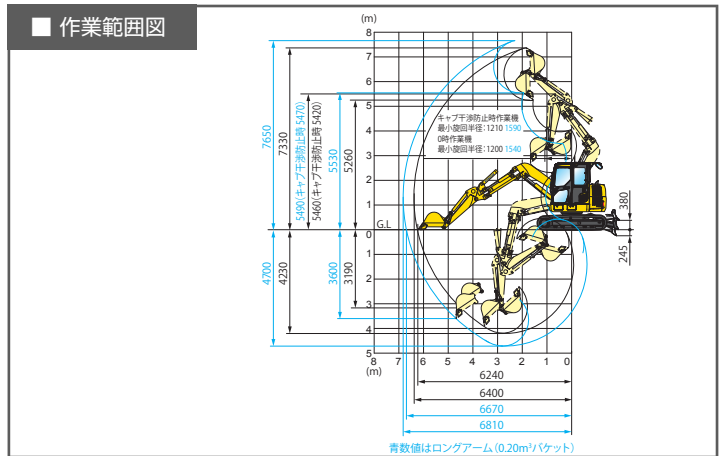 ■ 作業範囲図
(m)
8
7
6
5
4
3
2
1
0
1
2
3
4
5
G.L
7650
7330
5490(キャブ干渉防止時 5470)
5460(キャブ干渉防止時 5420)
5530
5260
キャブ干渉防止時作業機
最小旋回半径:1210 1590
0時作業機
最小旋回半径:1200 1540
380
245
4700
4230
3600
3190
8 7 6 5 4 3 2 1 0
(m)
6240
6400
6670
6810
青数値はロングアーム(0.20m³バケット)